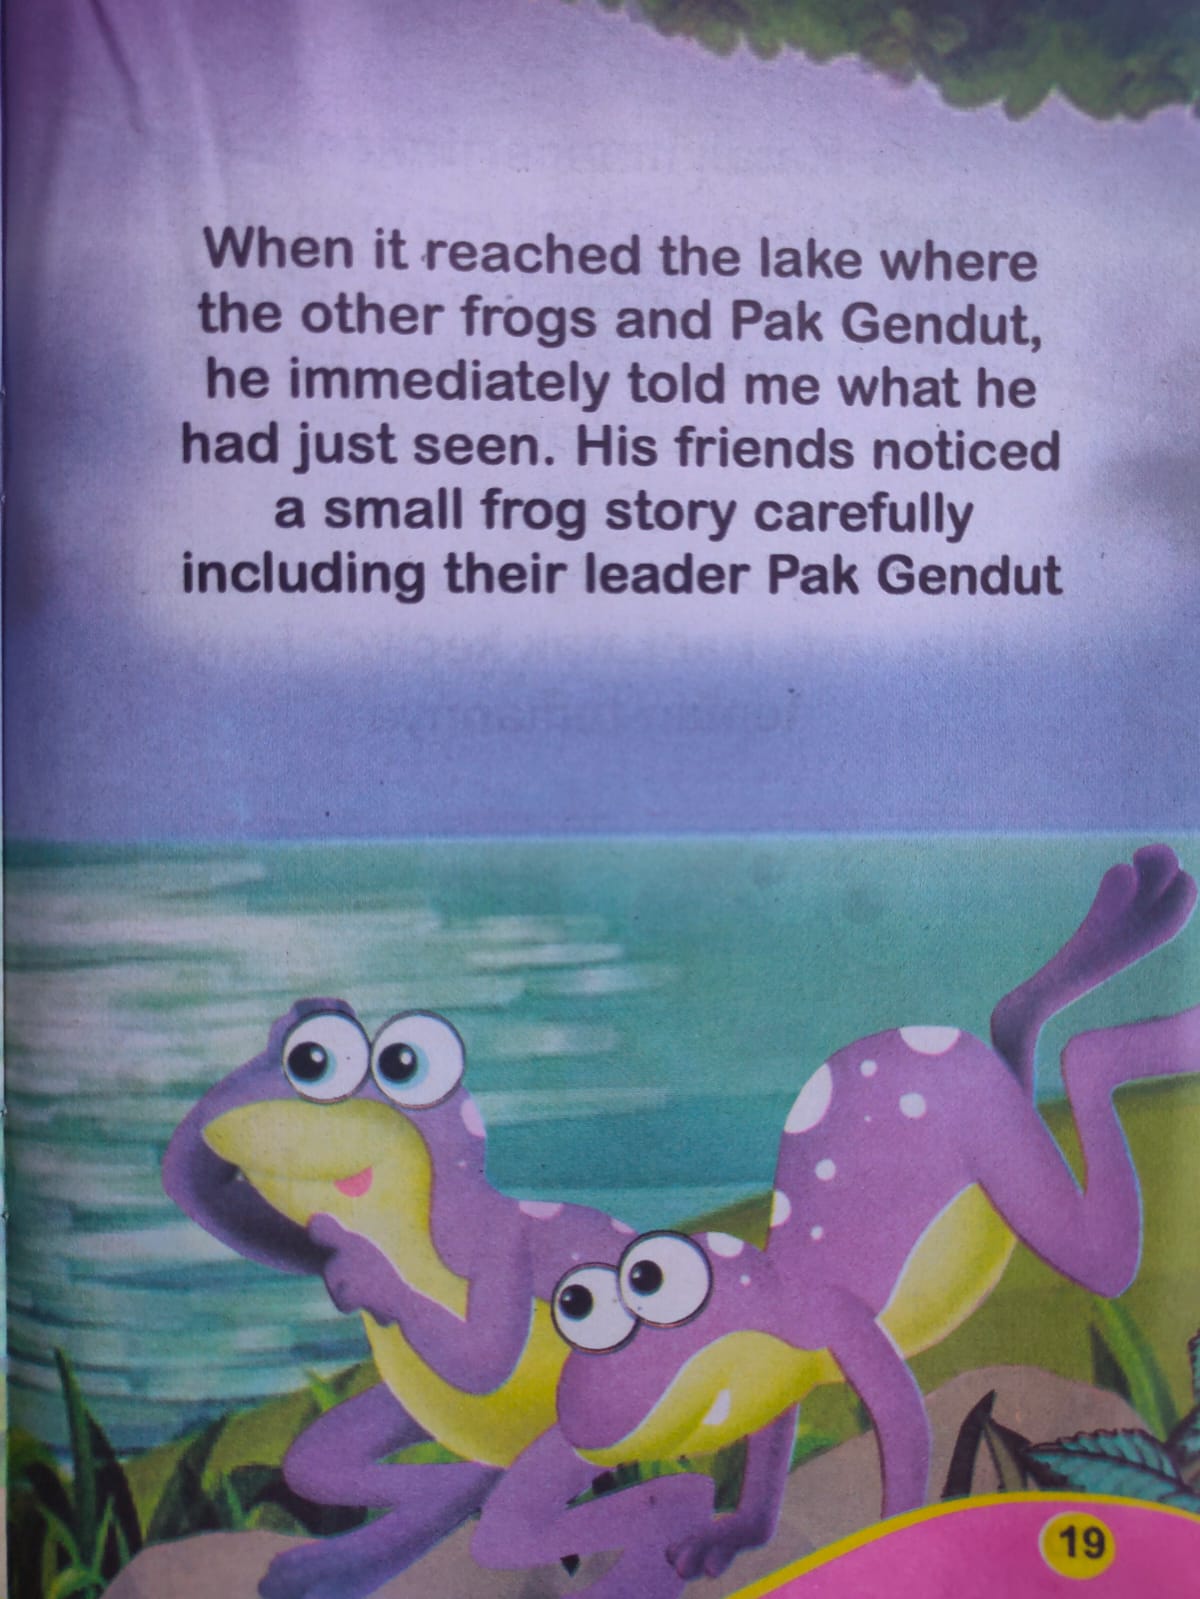 When it reached the lake where
the other frogs and Pak Gendut,
he immediately told me what he
had just seen. His friends noticed
a small frog story carefully
including their leader Pak Gendut
19